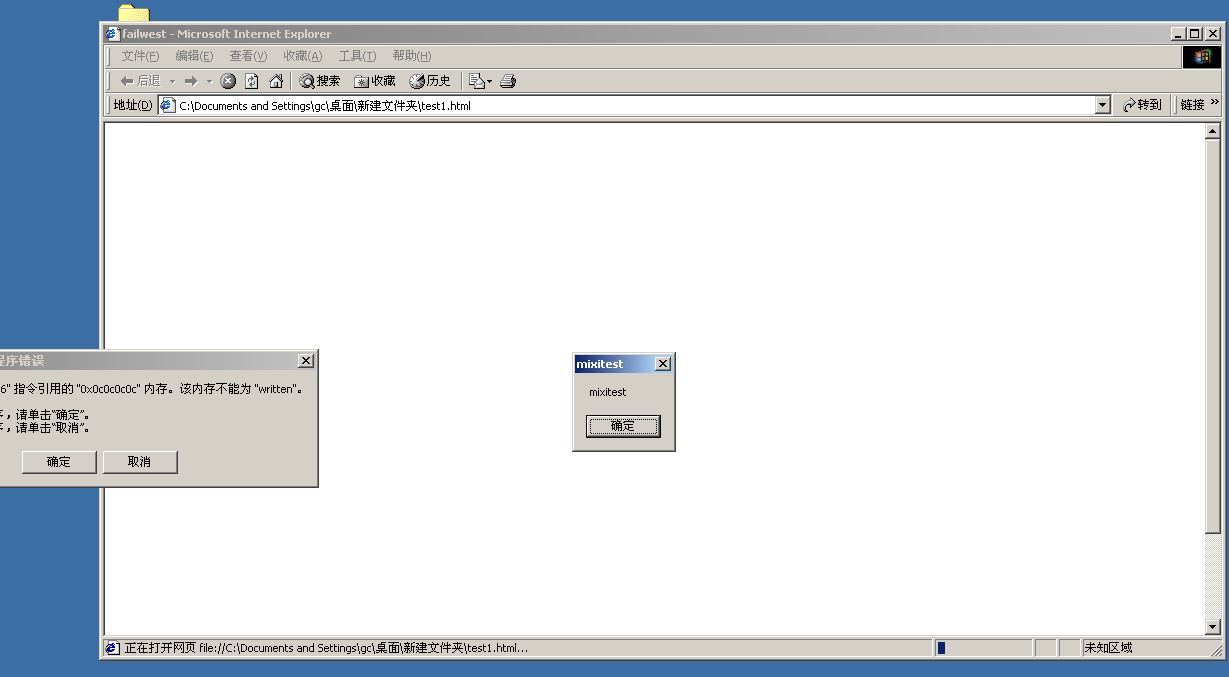 failwest - Microsoft Internet Explorer
文件(F) 编辑(E) 查看(V) 收藏(A) 工具(T) 帮助(H)
后退 搜索 收藏 历史
地址(D) C:\Documents and Settings\gc\桌面\新建文件夹\test1.html 转到 链接 »
程序错误
6" 指令引用的 "0x0c0c0c0c" 内存。该内存不能为 "written"。
，请单击“确定”。
，请单击“取消”。
确定 取消
mixitest
mixitest
确定
正在打开网页 file://C:\Documents and Settings\gc\桌面\新建文件夹\test1.html... 未知区域